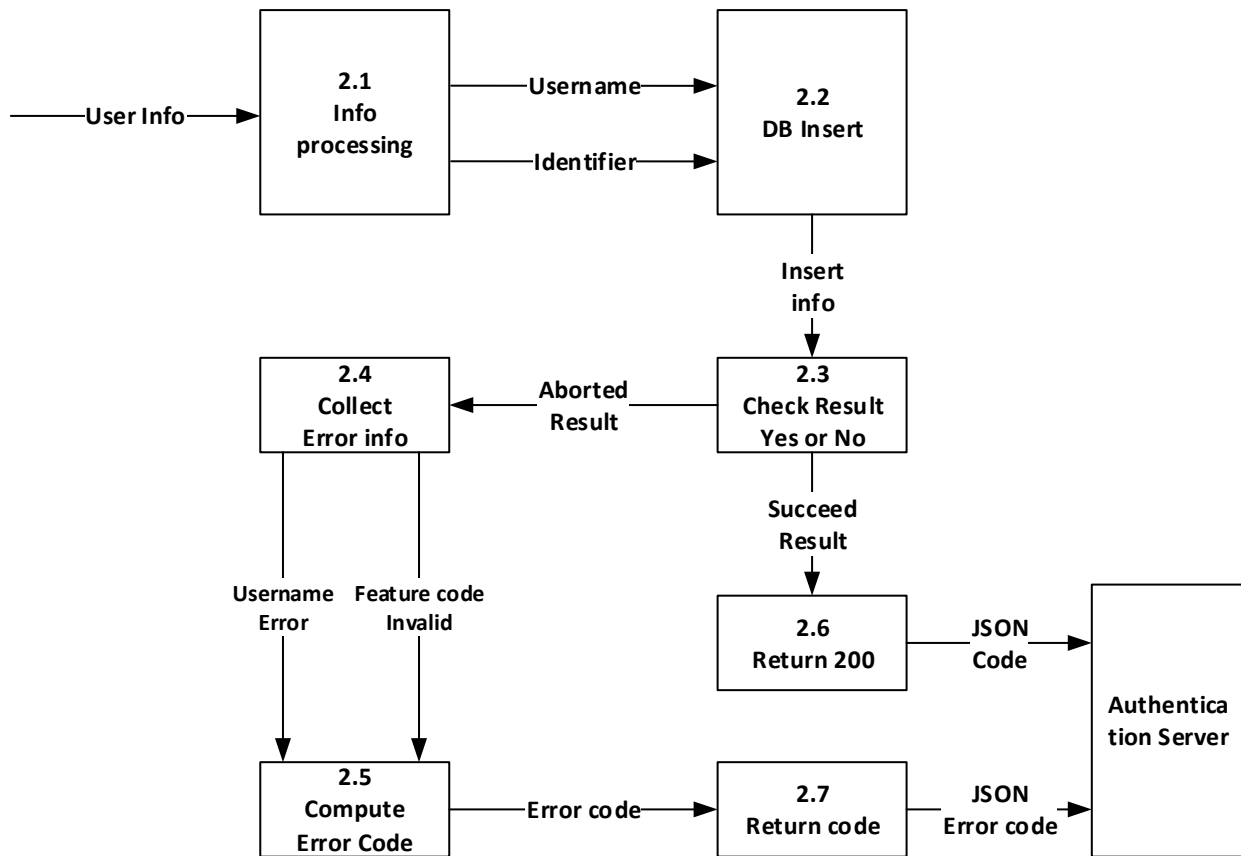 2.1
Info
processing
User Info
Username
Identifier
2.2
DB Insert
Insert
info
2.3
Check Result
Yes or No
Aborted
Result
2.4
Collect
Error info
Succeed
Result
Username
Error
Feature code
Invalid
2.6
Return 200
JSON
Code
Authentica
tion Server
2.5
Compute
Error Code
Error code
2.7
Return code
JSON
Error code